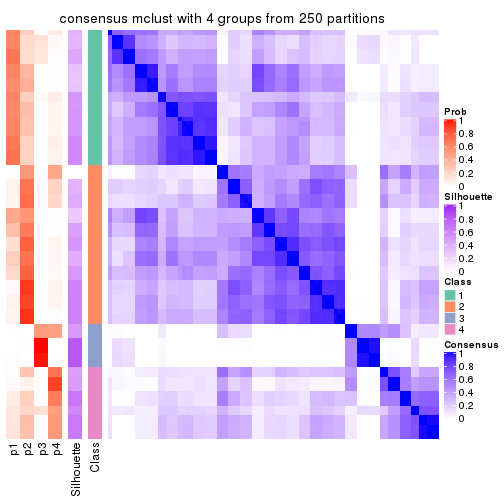 consensus mclust with 4 groups from 250 partitions
Prob
1
0.8
0.6
0.4
0.2
0
Silhouette
1
0.8
0.6
0.4
0.2
0
Class
1
2
3
4
Consensus
1
0.8
0.6
0.4
0.2
0
p1
p2
p3
p4
Silhouette
Class